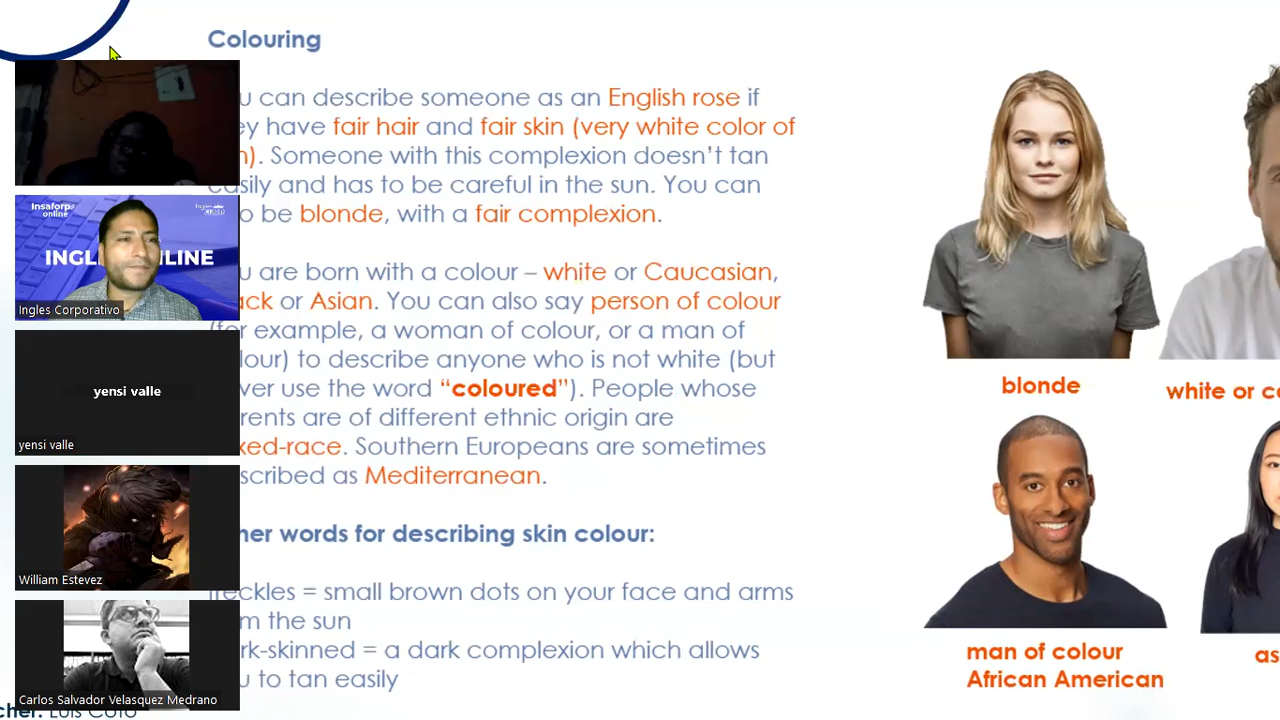 Colouring
u can describe someone as an English rose if
ey have fair hair and fair skin (very white color of
n). Someone with this complexion doesn't tan
easily and has to be careful in the sun. You can
o be blonde, with a fair complexion.
u are born with a colour – white or Caucasian,
ack or Asian. You can also say person of colour
(for example, a woman of colour, or a man of
lour) to describe anyone who is not white (but
ver use the word “coloured”). People whose
rents are of different ethnic origin are
xed-race. Southern Europeans are sometimes
scribed as Mediterranean.
her words for describing skin colour:
freckles = small brown dots on your face and arms
m the sun
rk-skinned = a dark complexion which allows
u to tan easily
cher: Luis Coto
blonde
white or c
man of colour
African American
as
Insaforp
online
INGL ONLINE
Ingles Corporativo
yensi valle
yensi valle
William Estevez
Carlos Salvador Velasquez Medrano